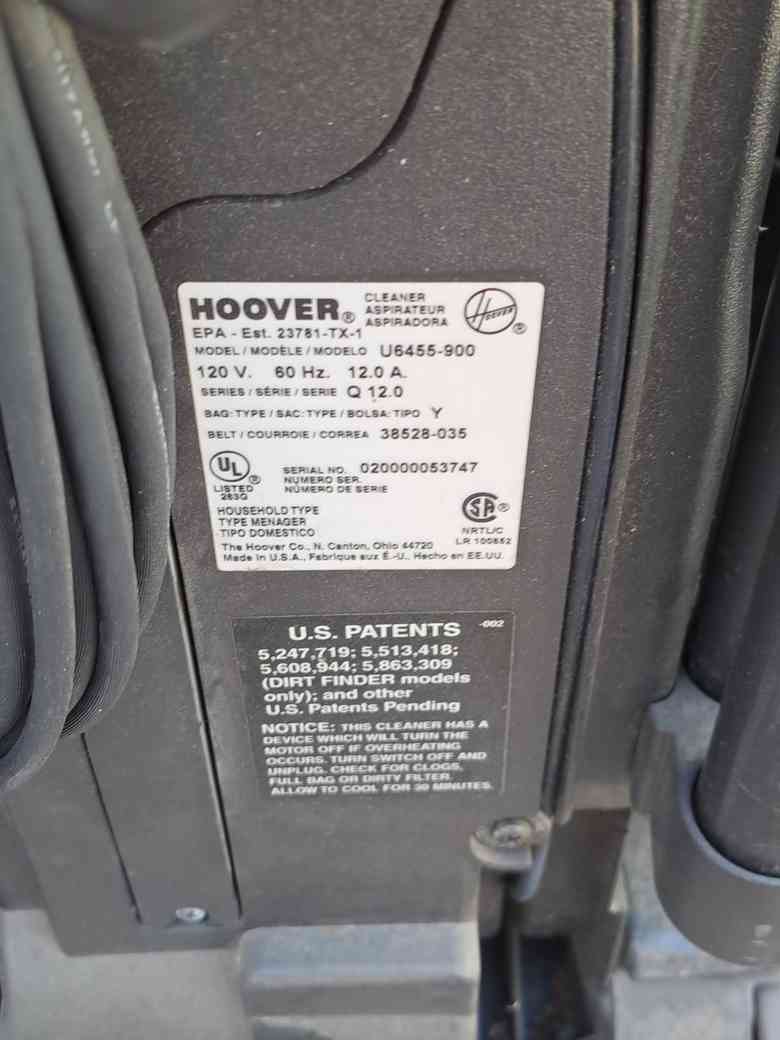 HOOVER®
CLEANER
ASPIRATEUR
ASPIRADORA
HOOVER ®
EPA - Est. 23781-TX-1
MODEL / MODÈLE / MODELO U6455-900
120 V. 60 Hz. 12.0 A.
SERIES / SÉRIE / SERIE Q 12.0
BAG: TYPE / SAC: TYPE / BOLSA: TIPO Y
BELT / COURROIE / CORREA 38528-035
UL ®
LISTED
263G
SERIAL NO. 020000053747
NUMERO SER.
NÚMERO DE SERIE
HOUSEHOLD TYPE
TYPE MENAGER
TIPO DOMESTICO
SA ®
NRTL/C
LR 100852
The Hoover Co., N. Canton, Ohio 44720
Made in U.S.A., Fabrique aux É.-U., Hecho en EE.UU.
U.S. PATENTS -002
5,247,719; 5,513,418;
5,608,944; 5,863,309
(DIRT FINDER models
only); and other
U.S. Patents Pending
NOTICE: THIS CLEANER HAS A
DEVICE WHICH WILL TURN THE
MOTOR OFF IF OVERHEATING
OCCURS. TURN SWITCH OFF AND
UNPLUG. CHECK FOR CLOGS,
FULL BAG OR DIRTY FILTER.
ALLOW TO COOL FOR 30 MINUTES.